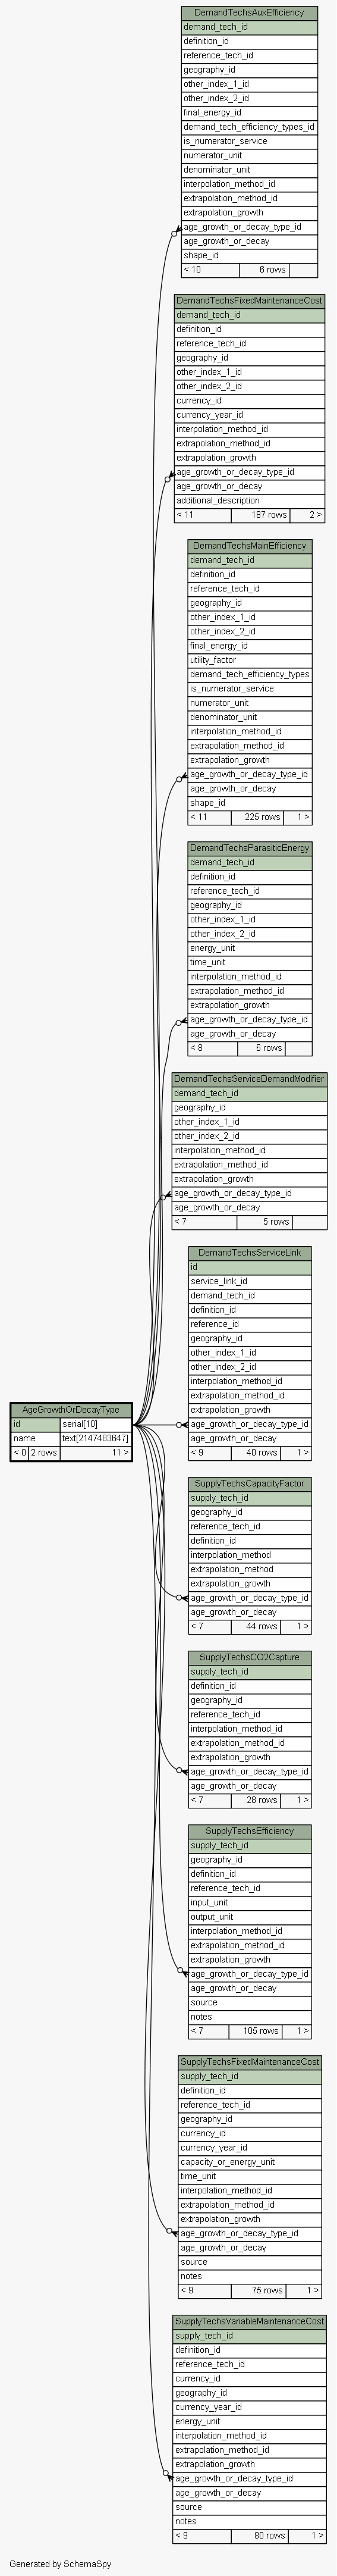 DemandTechsAuxEfficiency
demand_tech_id
definition_id
reference_tech_id
geography_id
other_index_1_id
other_index_2_id
final_energy_id
demand_tech_efficiency_types_id
is_numerator_service
numerator_unit
denominator_unit
interpolation_method_id
extrapolation_method_id
extrapolation_growth
age_growth_or_decay_type_id
age_growth_or_decay
shape_id
< 10 6 rows
DemandTechsFixedMaintenanceCost
demand_tech_id
definition_id
reference_tech_id
geography_id
other_index_1_id
other_index_2_id
currency_id
currency_year_id
interpolation_method_id
extrapolation_method_id
extrapolation_growth
age_growth_or_decay_type_id
age_growth_or_decay
additional_description
< 11 187 rows 2 >
DemandTechsMainEfficiency
demand_tech_id
definition_id
reference_tech_id
geography_id
other_index_1_id
other_index_2_id
final_energy_id
utility_factor
demand_tech_efficiency_types
is_numerator_service
numerator_unit
denominator_unit
interpolation_method_id
extrapolation_method_id
extrapolation_growth
age_growth_or_decay_type_id
age_growth_or_decay
shape_id
< 11 225 rows 1 >
DemandTechsParasiticEnergy
demand_tech_id
definition_id
reference_tech_id
geography_id
other_index_1_id
other_index_2_id
energy_unit
time_unit
interpolation_method_id
extrapolation_method_id
extrapolation_growth
age_growth_or_decay_type_id
age_growth_or_decay
< 8 6 rows
DemandTechsServiceDemandModifier
demand_tech_id
geography_id
other_index_1_id
other_index_2_id
interpolation_method_id
extrapolation_method_id
extrapolation_growth
age_growth_or_decay_type_id
age_growth_or_decay
< 7 5 rows
DemandTechsServiceLink
id
service_link_id
demand_tech_id
definition_id
reference_id
geography_id
other_index_1_id
other_index_2_id
interpolation_method_id
extrapolation_method_id
extrapolation_growth
age_growth_or_decay_type_id
age_growth_or_decay
< 9 40 rows 1 >
AgeGrowthOrDecayType
id serial[10]
name text[2147483647]
< 0 2 rows 11 >
SupplyTechsCapacityFactor
supply_tech_id
geography_id
reference_tech_id
definition_id
interpolation_method
extrapolation_method
extrapolation_growth
age_growth_or_decay_type_id
age_growth_or_decay
< 7 44 rows 1 >
SupplyTechsCO2Capture
supply_tech_id
definition_id
geography_id
reference_tech_id
interpolation_method_id
extrapolation_method_id
extrapolation_growth
age_growth_or_decay_type_id
age_growth_or_decay
< 7 28 rows 1 >
SupplyTechsEfficiency
supply_tech_id
geography_id
definition_id
reference_tech_id
input_unit
output_unit
interpolation_method_id
extrapolation_method_id
extrapolation_growth
age_growth_or_decay_type_id
age_growth_or_decay
source
notes
< 7 105 rows 1 >
SupplyTechsFixedMaintenanceCost
supply_tech_id
definition_id
reference_tech_id
geography_id
currency_id
currency_year_id
capacity_or_energy_unit
time_unit
interpolation_method_id
extrapolation_method_id
extrapolation_growth
age_growth_or_decay_type_id
age_growth_or_decay
source
notes
< 9 75 rows 1 >
SupplyTechsVariableMaintenanceCost
supply_tech_id
definition_id
reference_tech_id
currency_id
geography_id
currency_year_id
energy_unit
interpolation_method_id
extrapolation_method_id
extrapolation_growth
age_growth_or_decay_type_id
age_growth_or_decay
source
notes
< 9 80 rows 1 >
Generated by SchemaSpy